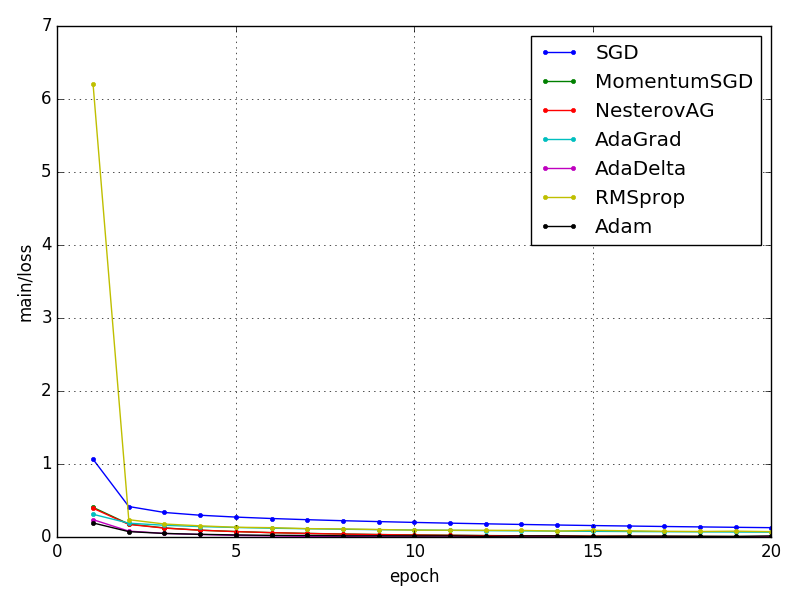 7
6
5
4
3
2
1
0
main/loss
0
5
10
15
20
epoch
SGD
MomentumSGD
NesterovAG
AdaGrad
AdaDelta
RMSprop
Adam